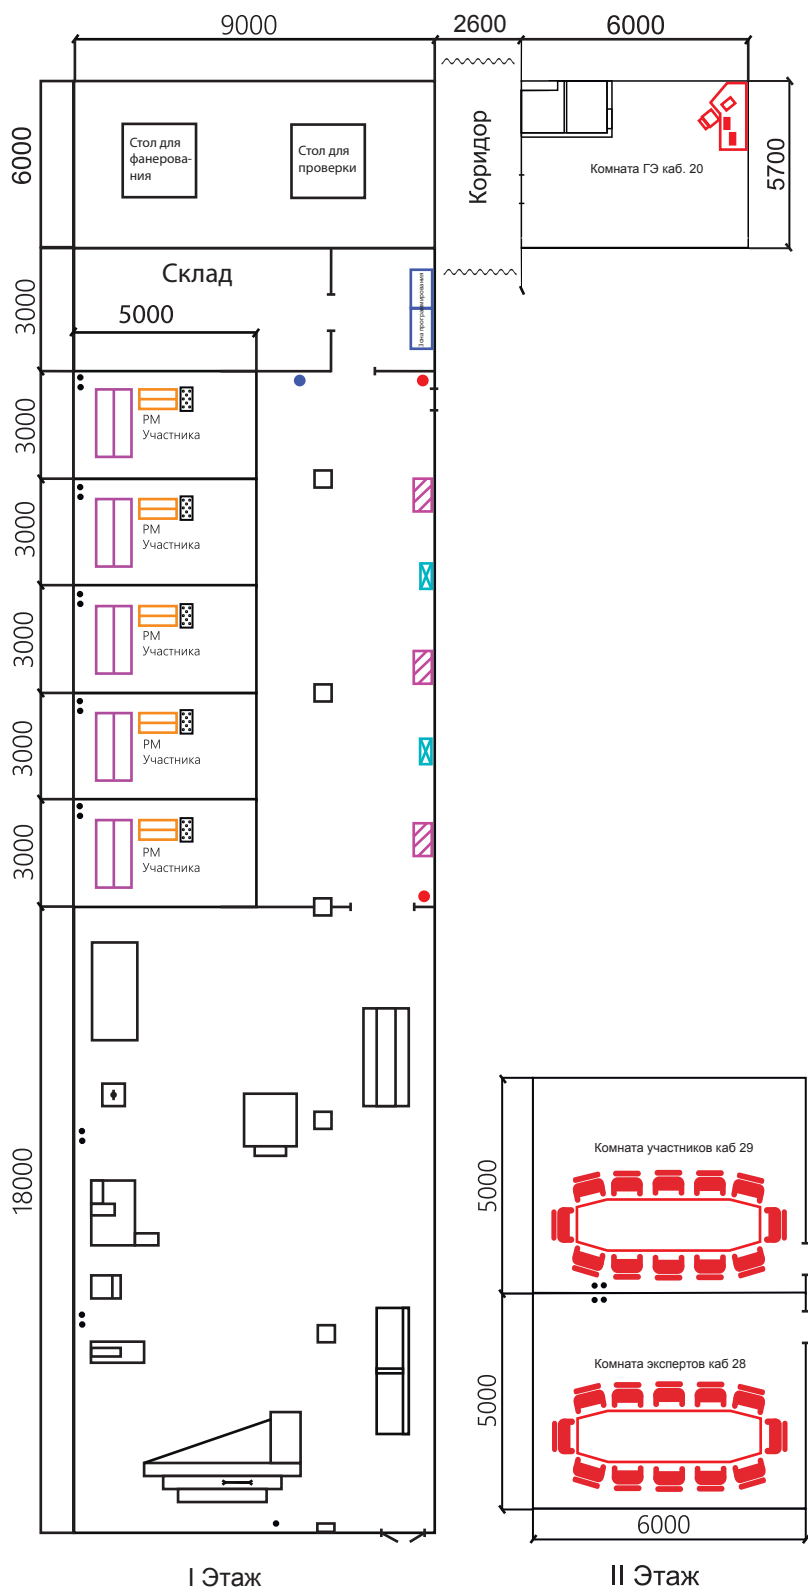 9000
2600
6000
6000
Стол для
фанерова-
ния
Стол для
проверки
Коридор
Комната ГЭ каб. 20
5700
Склад
3000
5000
Зона программирования
3000
РМ
Участника
3000
РМ
Участника
3000
РМ
Участника
3000
РМ
Участника
3000
РМ
Участника
18000
Комната участников каб 29
5000
Комната экспертов каб 28
5000
6000
I Этаж
II Этаж